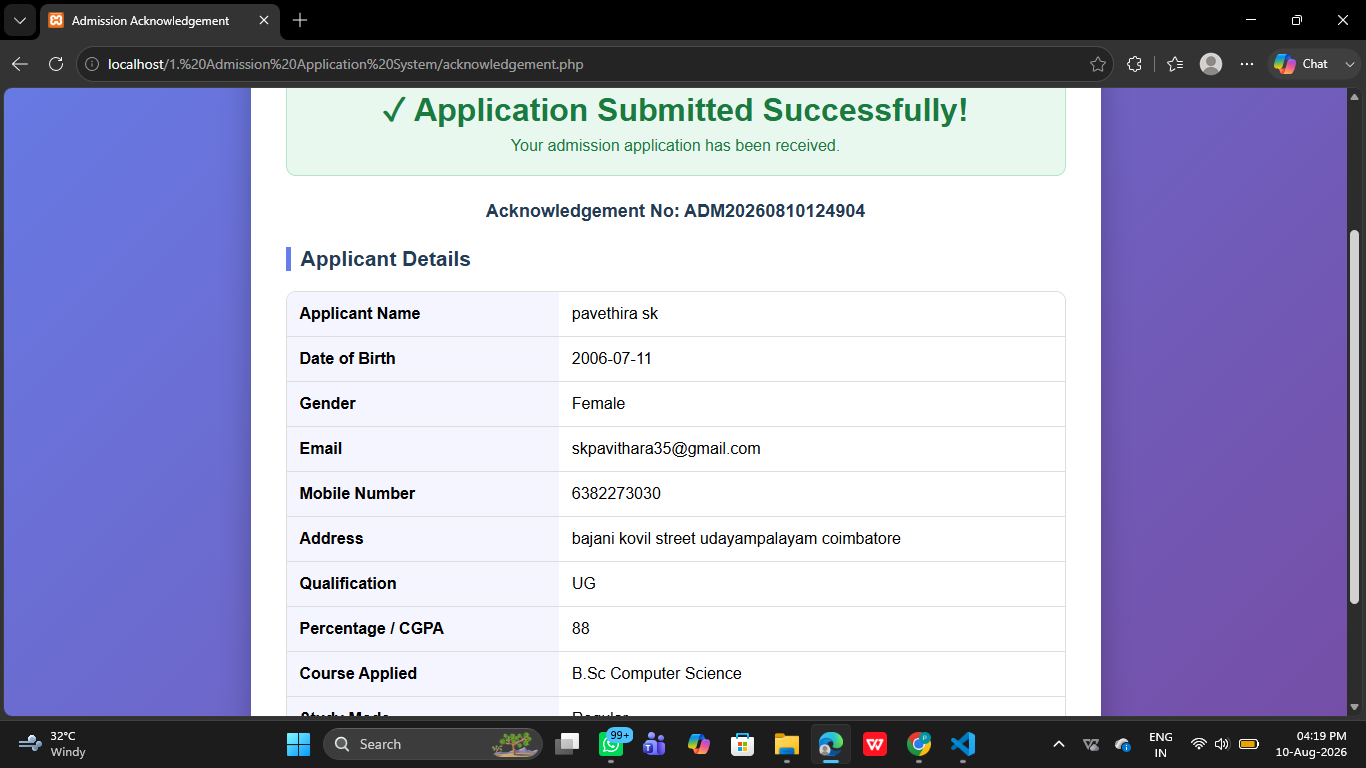 Admission Acknowledgement
localhost/1.%20Admission%20Application%20System/acknowledgement.php
Chat
✓ Application Submitted Successfully!
Your admission application has been received.
Acknowledgement No: ADM20260810124904
Applicant Details
Applicant Name pavethira sk
Date of Birth 2006-07-11
Gender Female
Email skpavithara35@gmail.com
Mobile Number 6382273030
Address bajani kovil street udayampalayam coimbatore
Qualification UG
Percentage / CGPA 88
Course Applied B.Sc Computer Science
Study Mode Regular
32°C
Windy
Search
99+
ENG
IN
04:19 PM
10-Aug-2026